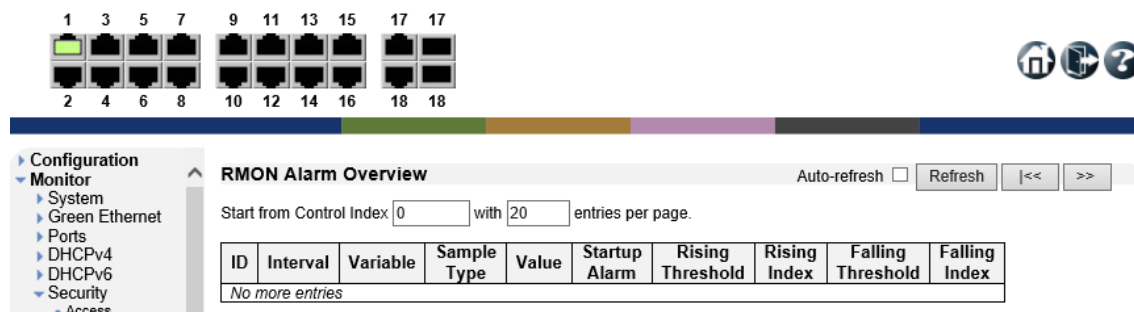 1 3 5 7 9 11 13 15 17 17
2 4 6 8 10 12 14 16 18 18
?
Configuration
Monitor
System
Green Ethernet
Ports
DHCPv4
DHCPv6
Security
Access
RMON Alarm Overview
Auto-refresh Refresh |<< >>
Start from Control Index 0 with 20 entries per page.
ID Interval Variable Sample Type Value Startup Alarm Rising Threshold Rising Index Falling Threshold Falling Index
No more entries